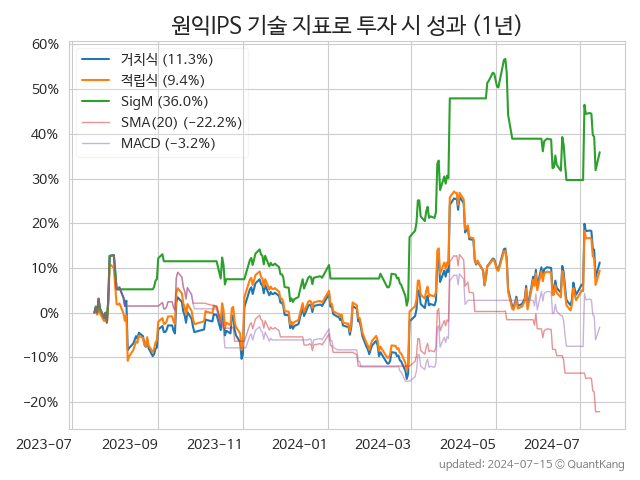 원익IPS 기술 지표로 투자 시 성과 (1년)
60%
50%
40%
30%
20%
10%
0%
−10%
−20%
거치식 (11.3%)
적립식 (9.4%)
SigM (36.0%)
SMA(20) (−22.2%)
MACD (−3.2%)
2023-07 2023-09 2023-11 2024-01 2024-03 2024-05 2024-07
updated: 2024-07-15 © QuantKang